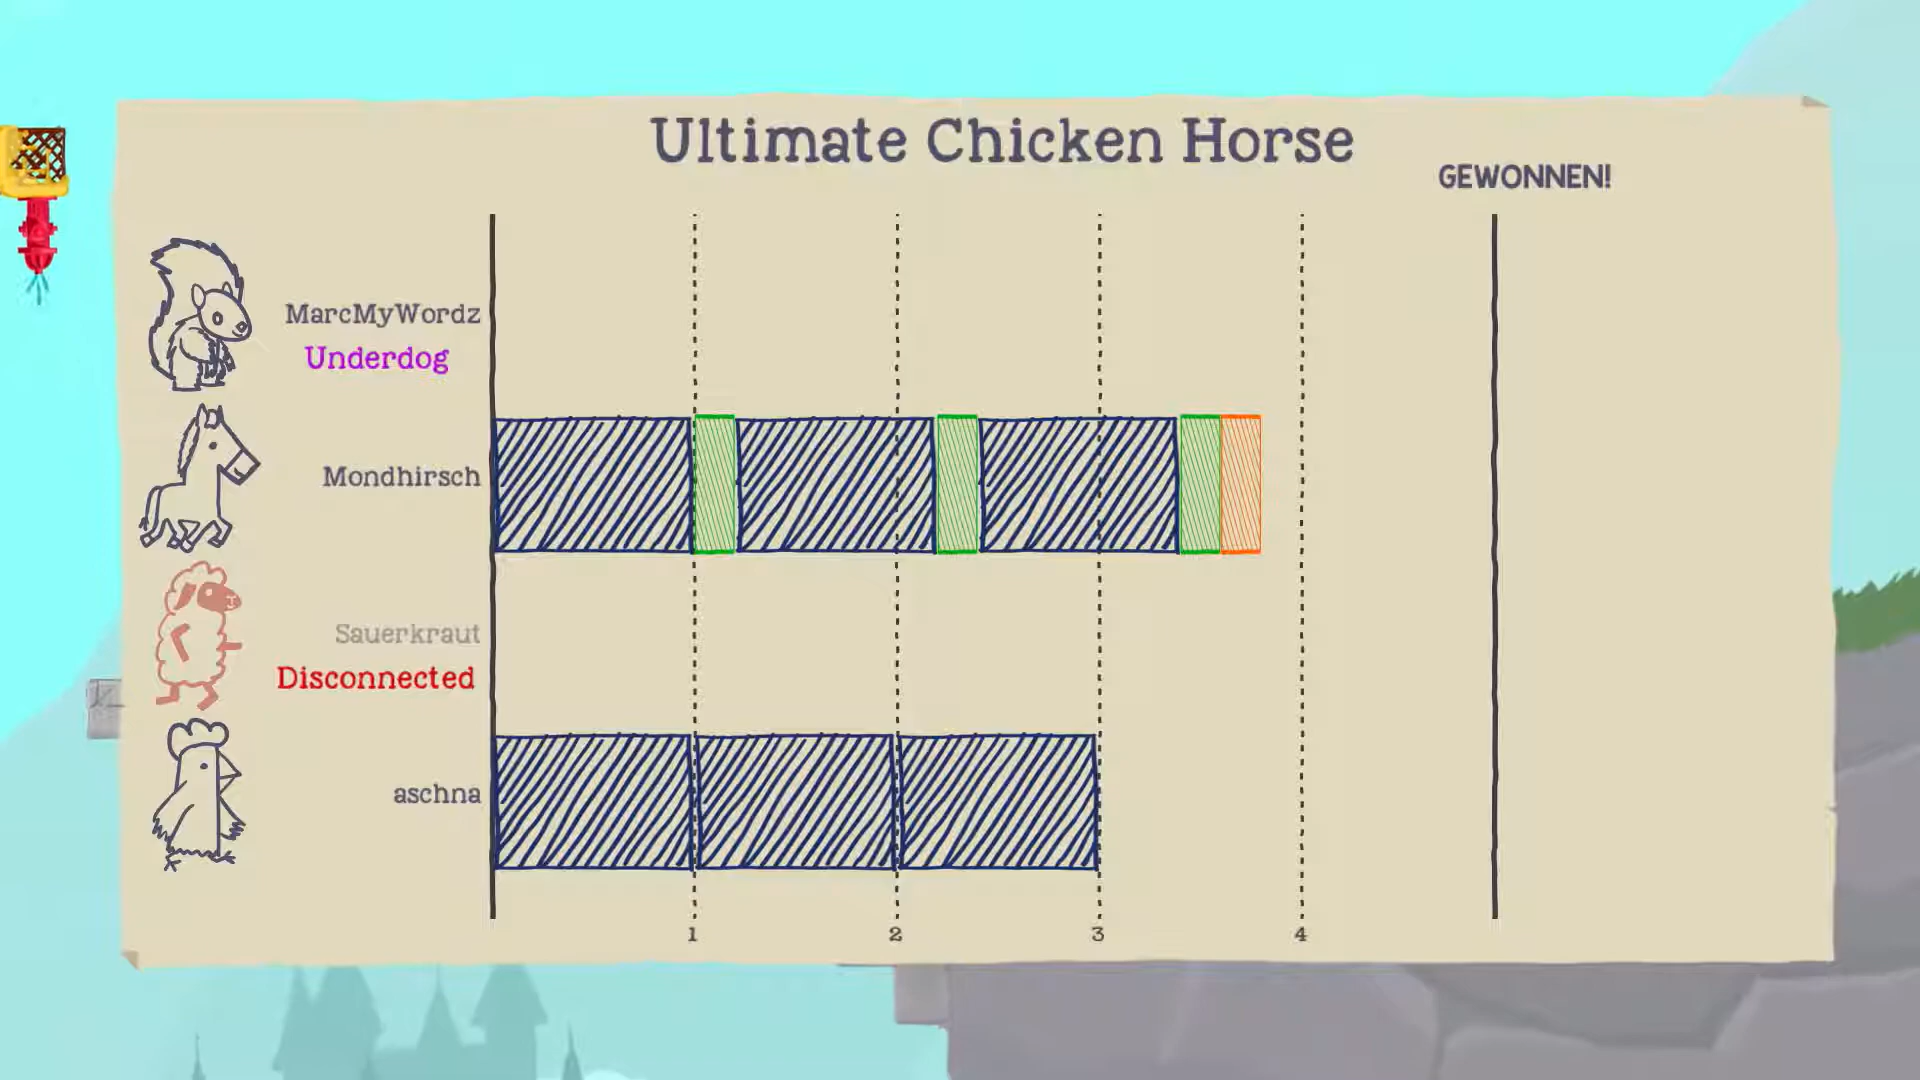 Ultimate Chicken Horse
GEWONNEN!
MarcMyWordz
Underdog
Mondhirsch
Sauerkraut
Disconnected
aschna
1 2 3 4